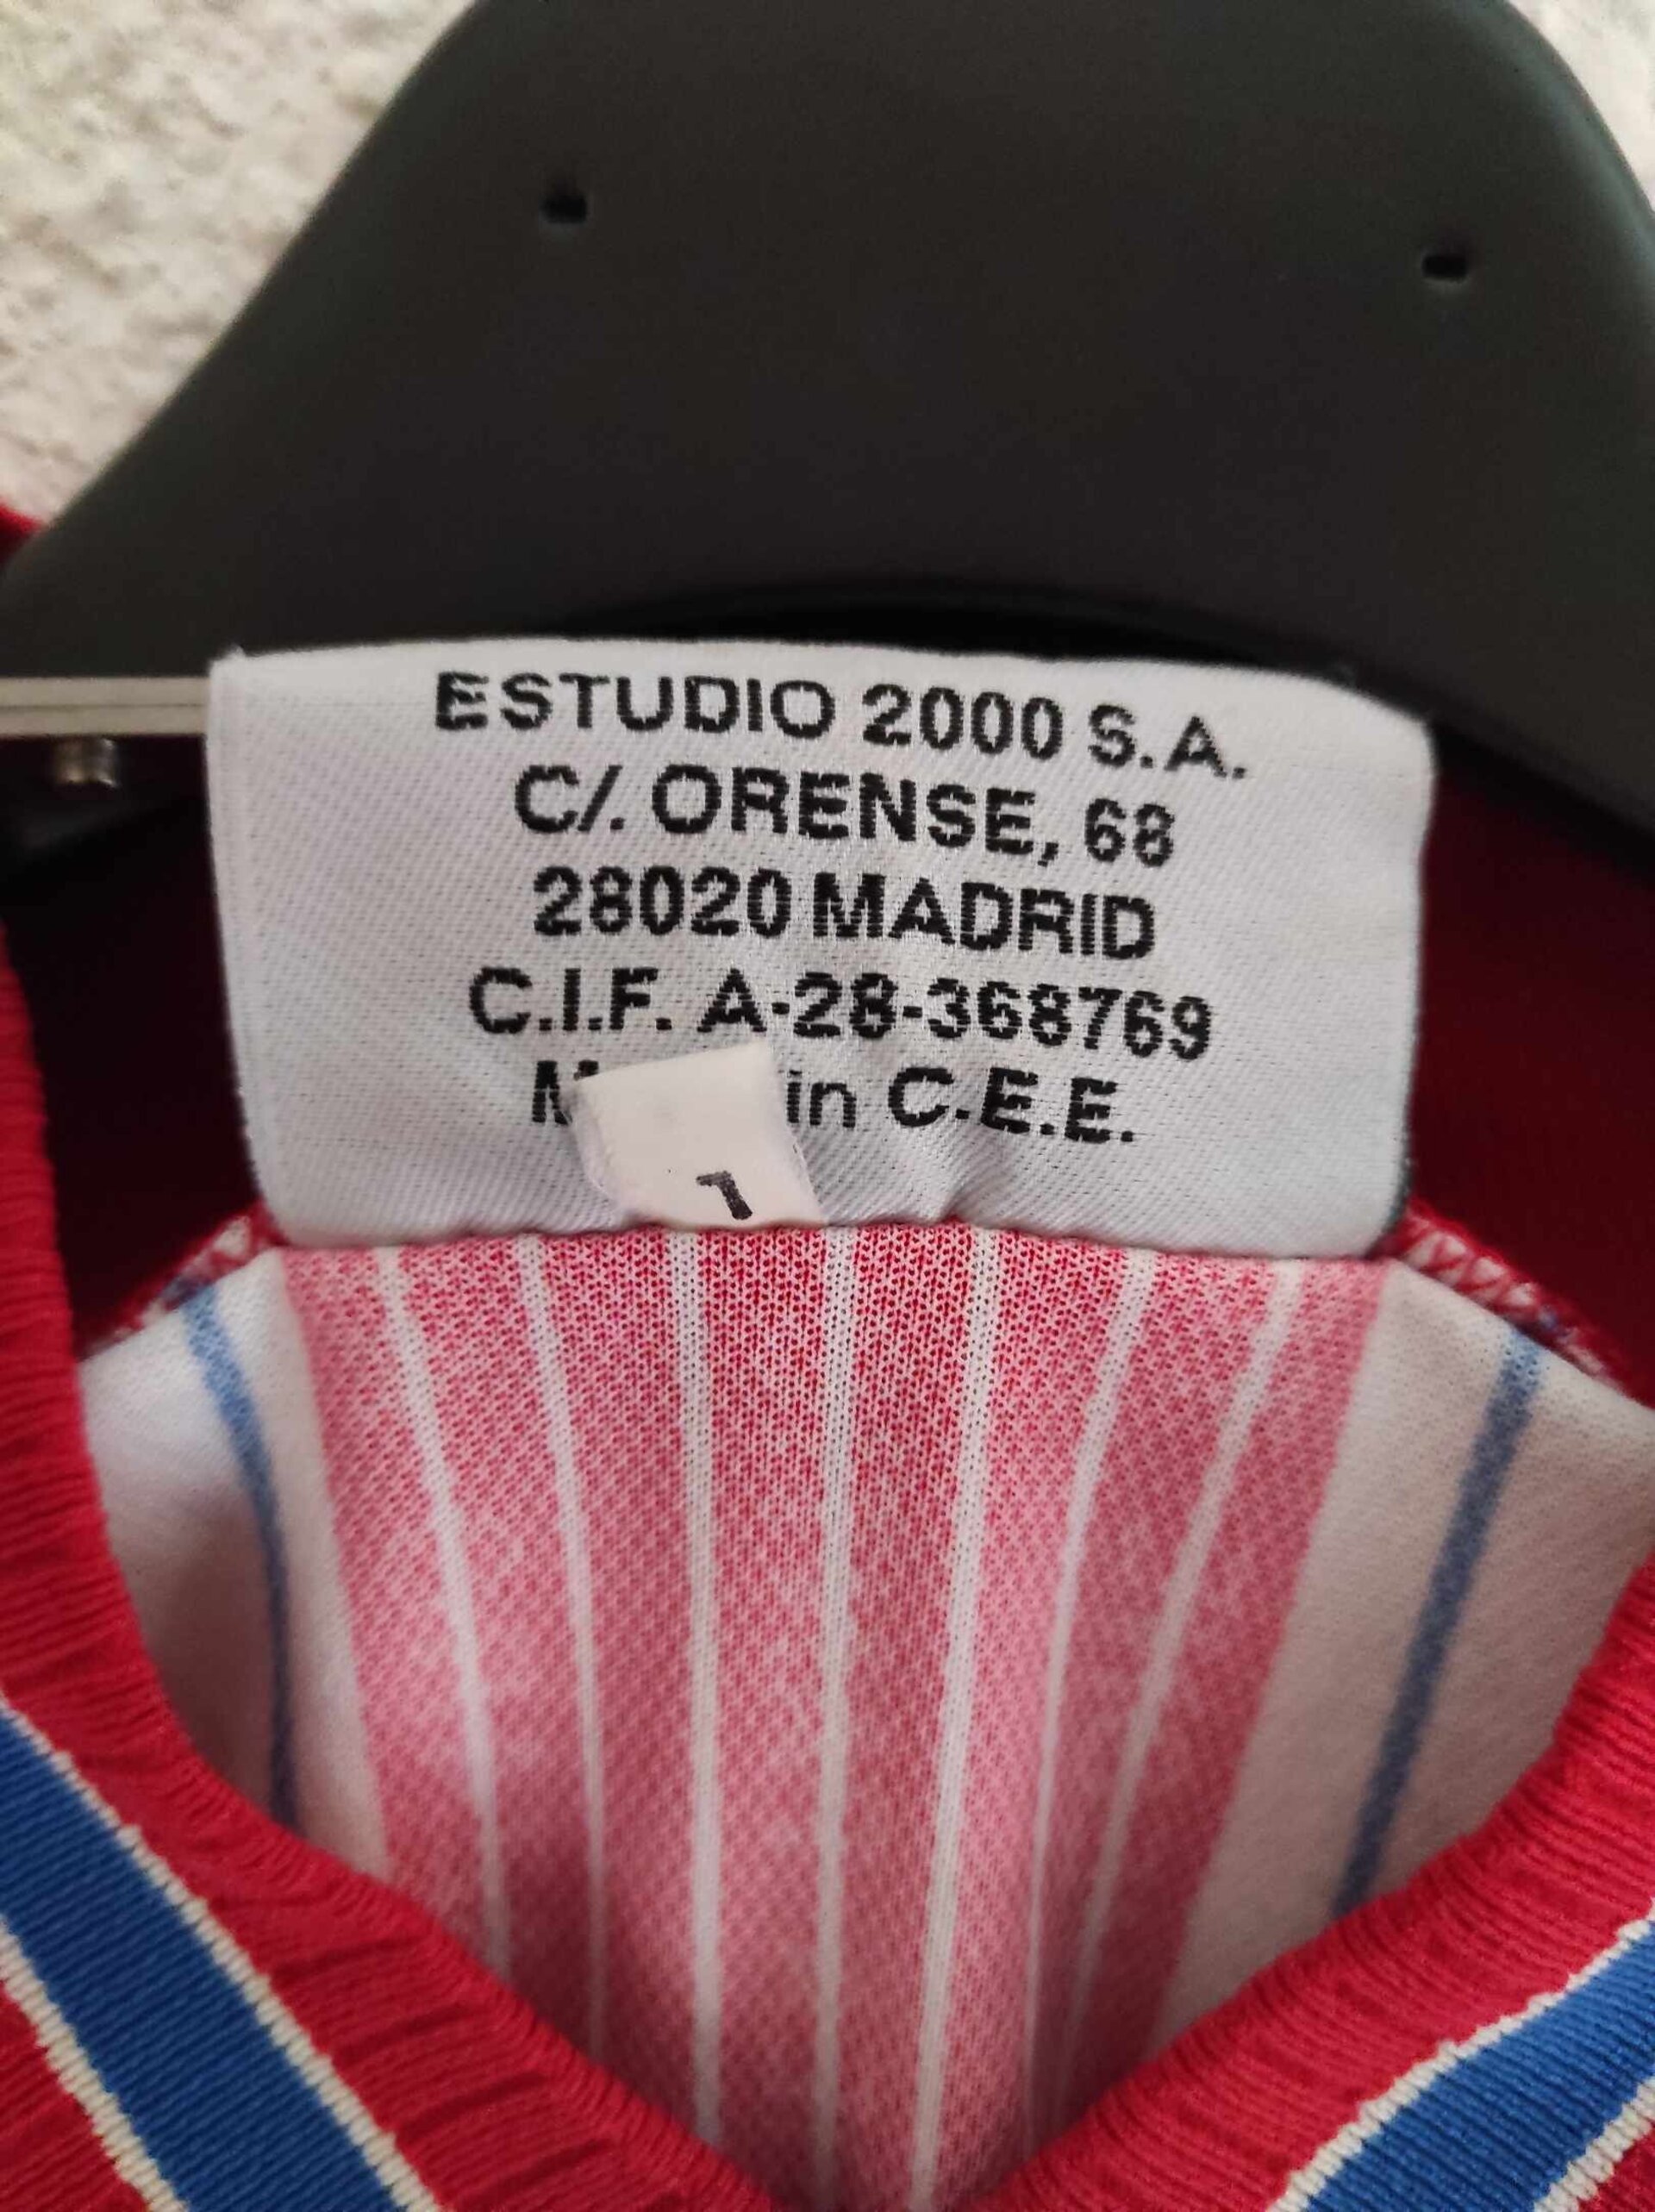 ESTUDIO 2000 S.A.
C/. ORENSE, 68
28020 MADRID
C.I.F. A-28-368769
in C.E.E.